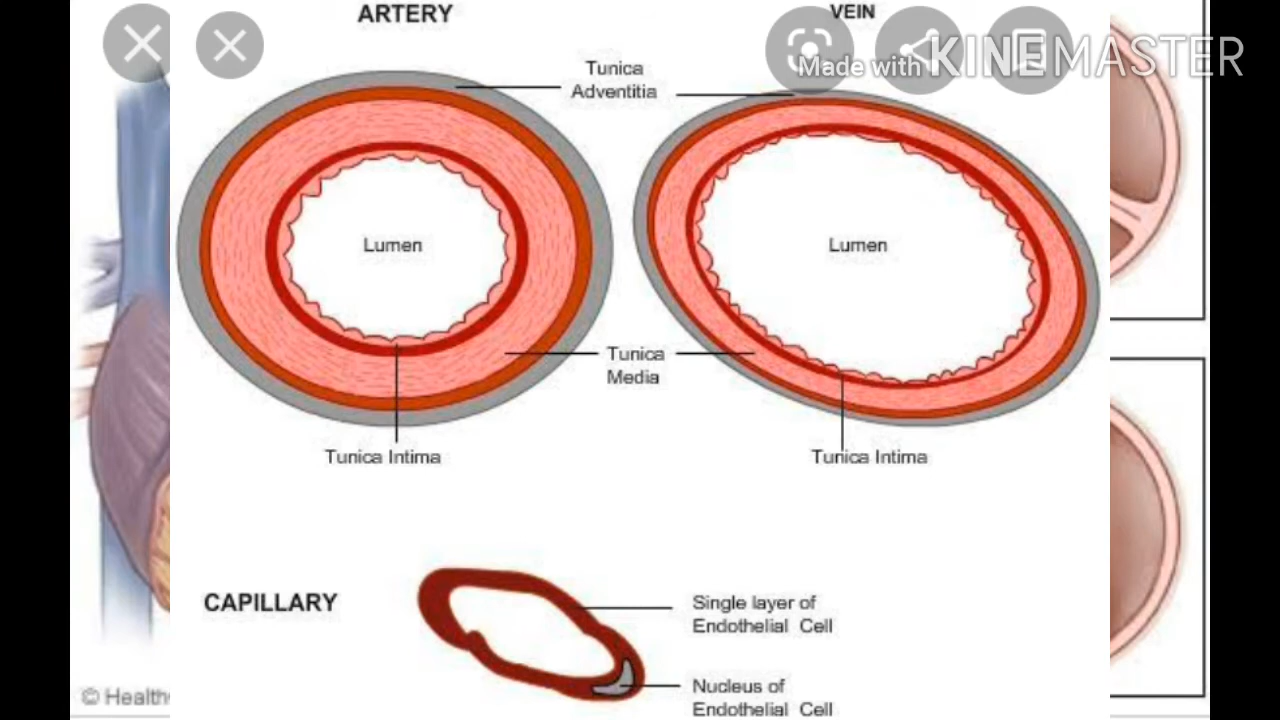 ARTERY
VEIN
Made with KINEMASTER
Tunica
Adventitia
Lumen
Lumen
Tunica
Media
Tunica Intima
Tunica Intima
CAPILLARY
Single layer of
Endothelial Cell
Nucleus of
Endothelial Cell